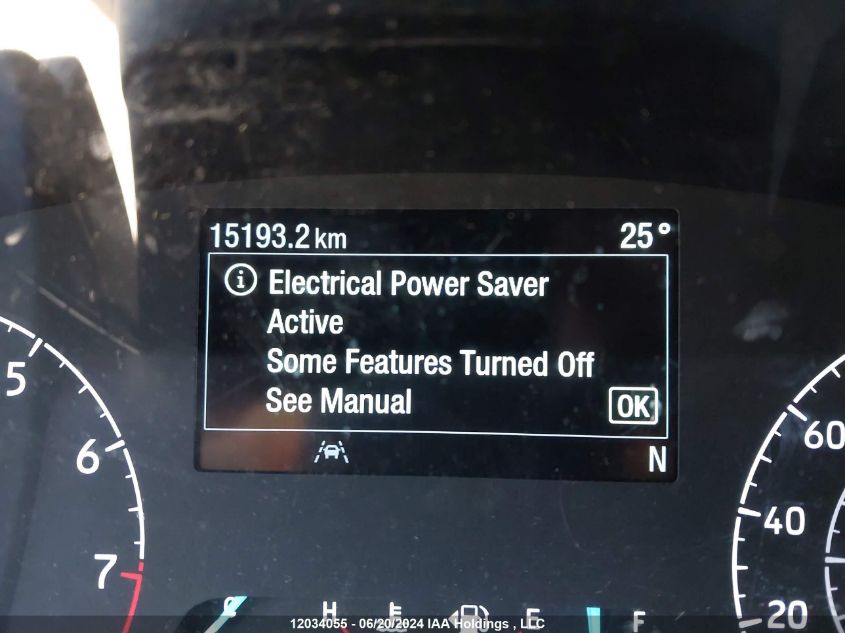 15193.2 km 25°
Electrical Power Saver
Active
Some Features Turned Off
See Manual OK
N
5
6
7
60
40
20
H E F
12034055 - 06/20/2024 IAA Holdings , LLC